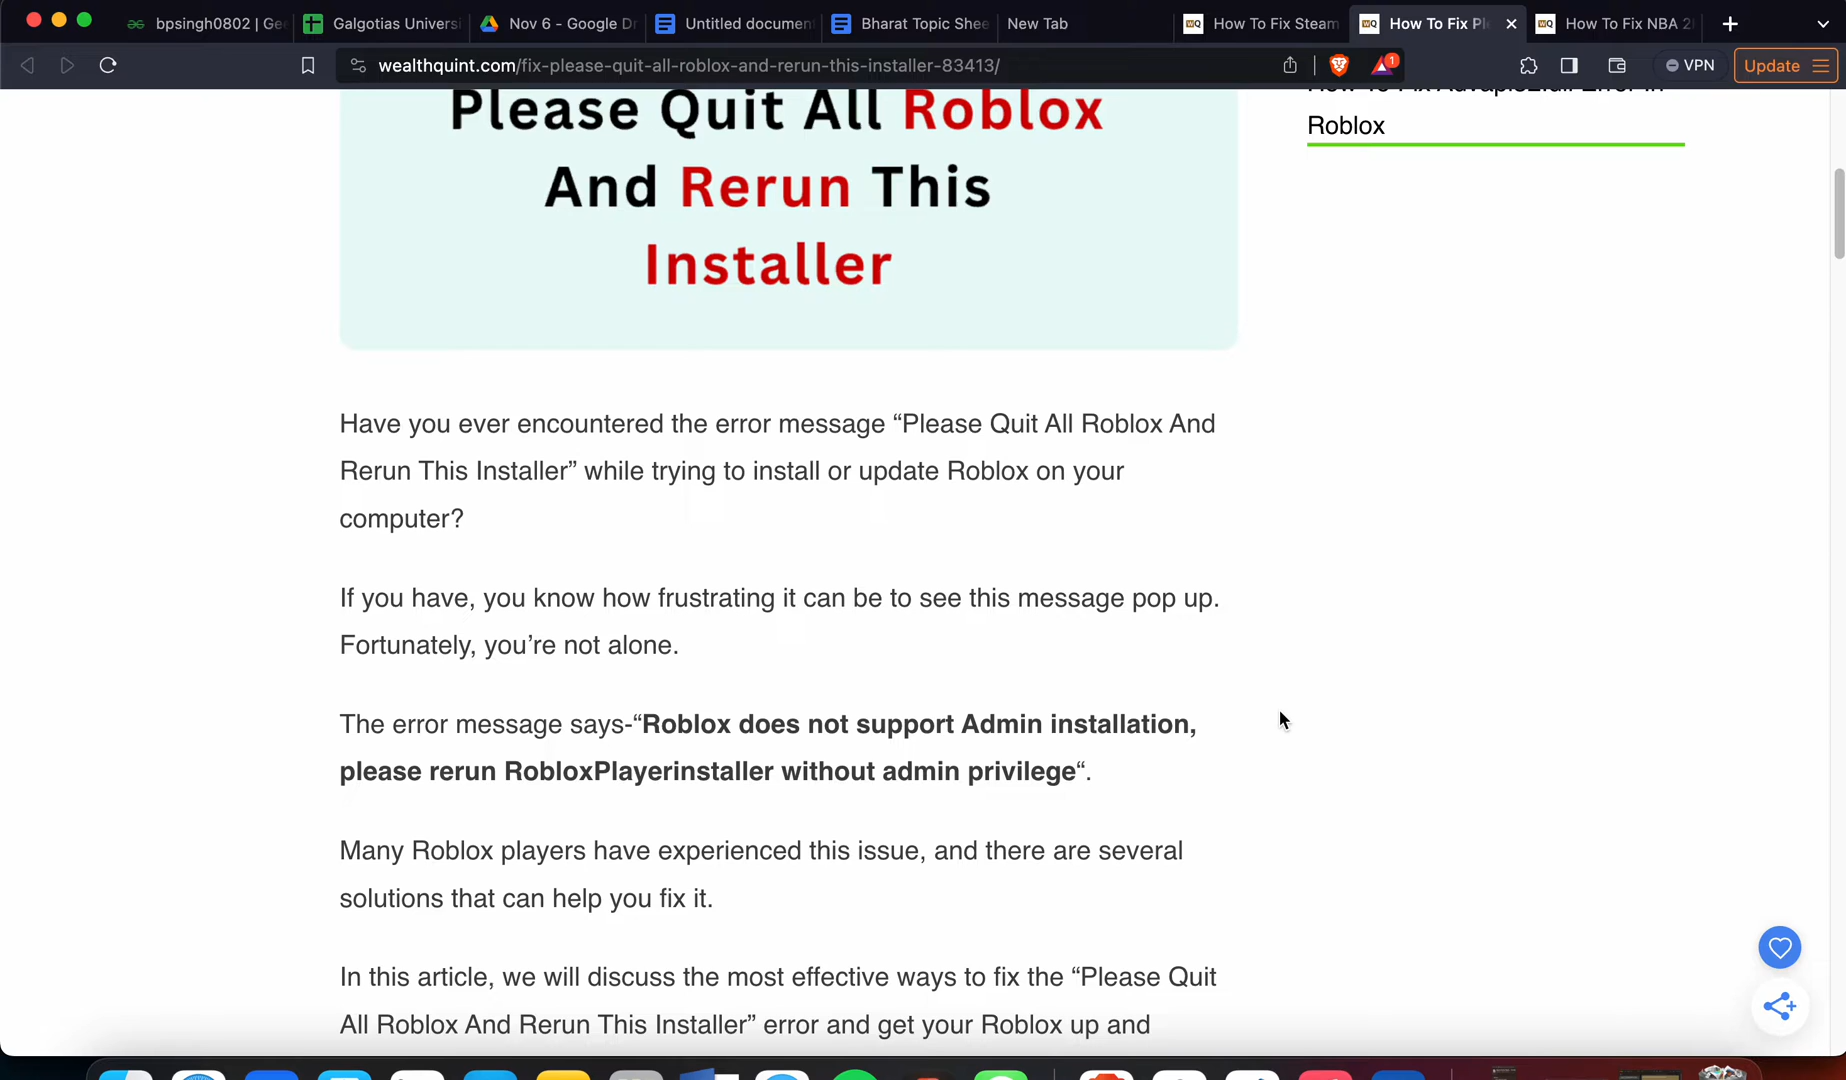 bpsingh0802 | Gee
Galgotias Universi
Nov 6 - Google Dr
Untitled documen
Bharat Topic Shee
New Tab
WQ How To Fix Steam
WQ How To Fix Pl
WQ How To Fix NBA 2
wealthquint.com/fix-please-quit-all-roblox-and-rerun-this-installer-83413/
1
VPN
Update
Please Quit All Roblox
And Rerun This
Installer
Roblox
Have you ever encountered the error message “Please Quit All Roblox And
Rerun This Installer” while trying to install or update Roblox on your
computer?
If you have, you know how frustrating it can be to see this message pop up.
Fortunately, you’re not alone.
The error message says-“Roblox does not support Admin installation,
please rerun RobloxPlayerinstaller without admin privilege“.
Many Roblox players have experienced this issue, and there are several
solutions that can help you fix it.
In this article, we will discuss the most effective ways to fix the “Please Quit
All Roblox And Rerun This Installer” error and get your Roblox up and